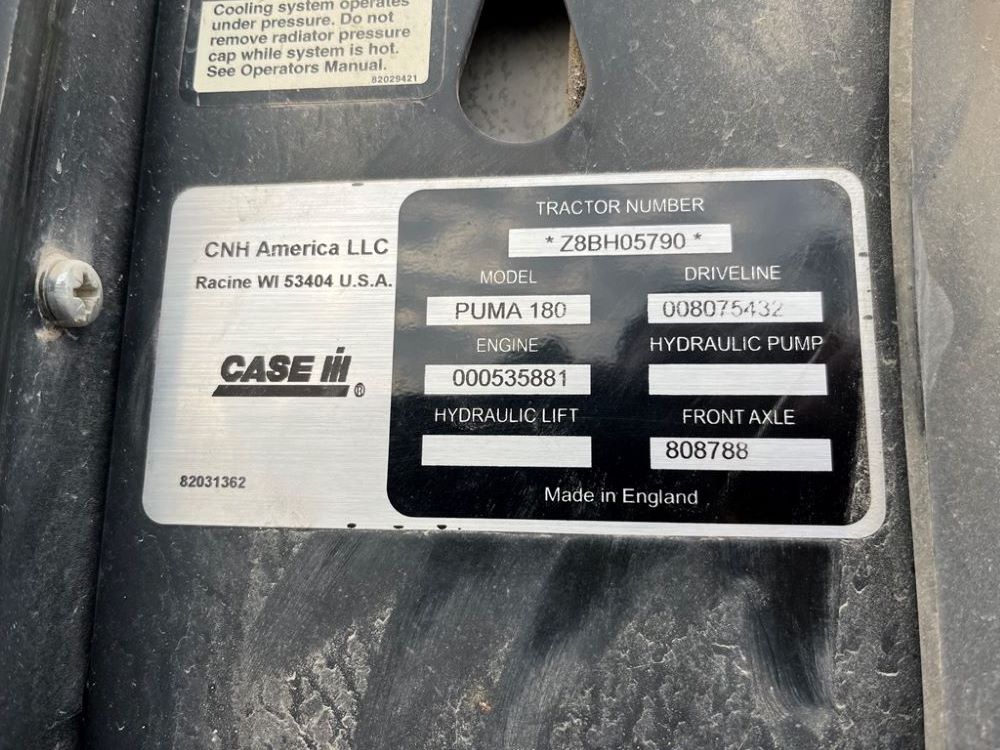 Cooling system operates
under pressure. Do not
remove radiator pressure
cap while system is hot.
See Operators Manual.
82029421
CNH America LLC
Racine WI 53404 U.S.A.
CASE IH
®
82031362
TRACTOR NUMBER
* Z8BH05790 *
MODEL
PUMA 180
DRIVELINE
008075432
ENGINE
000535881
HYDRAULIC PUMP
HYDRAULIC LIFT
FRONT AXLE
808788
Made in England